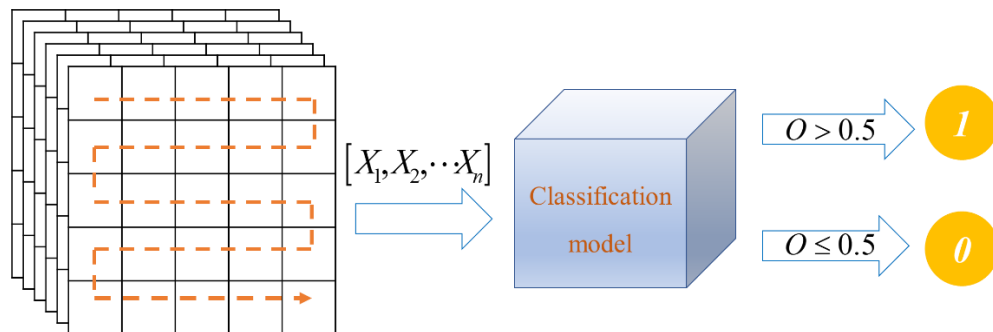 [X₁, X₂, ⋯Xₙ]
Classification
model
O > 0.5
1
O ≤ 0.5
0